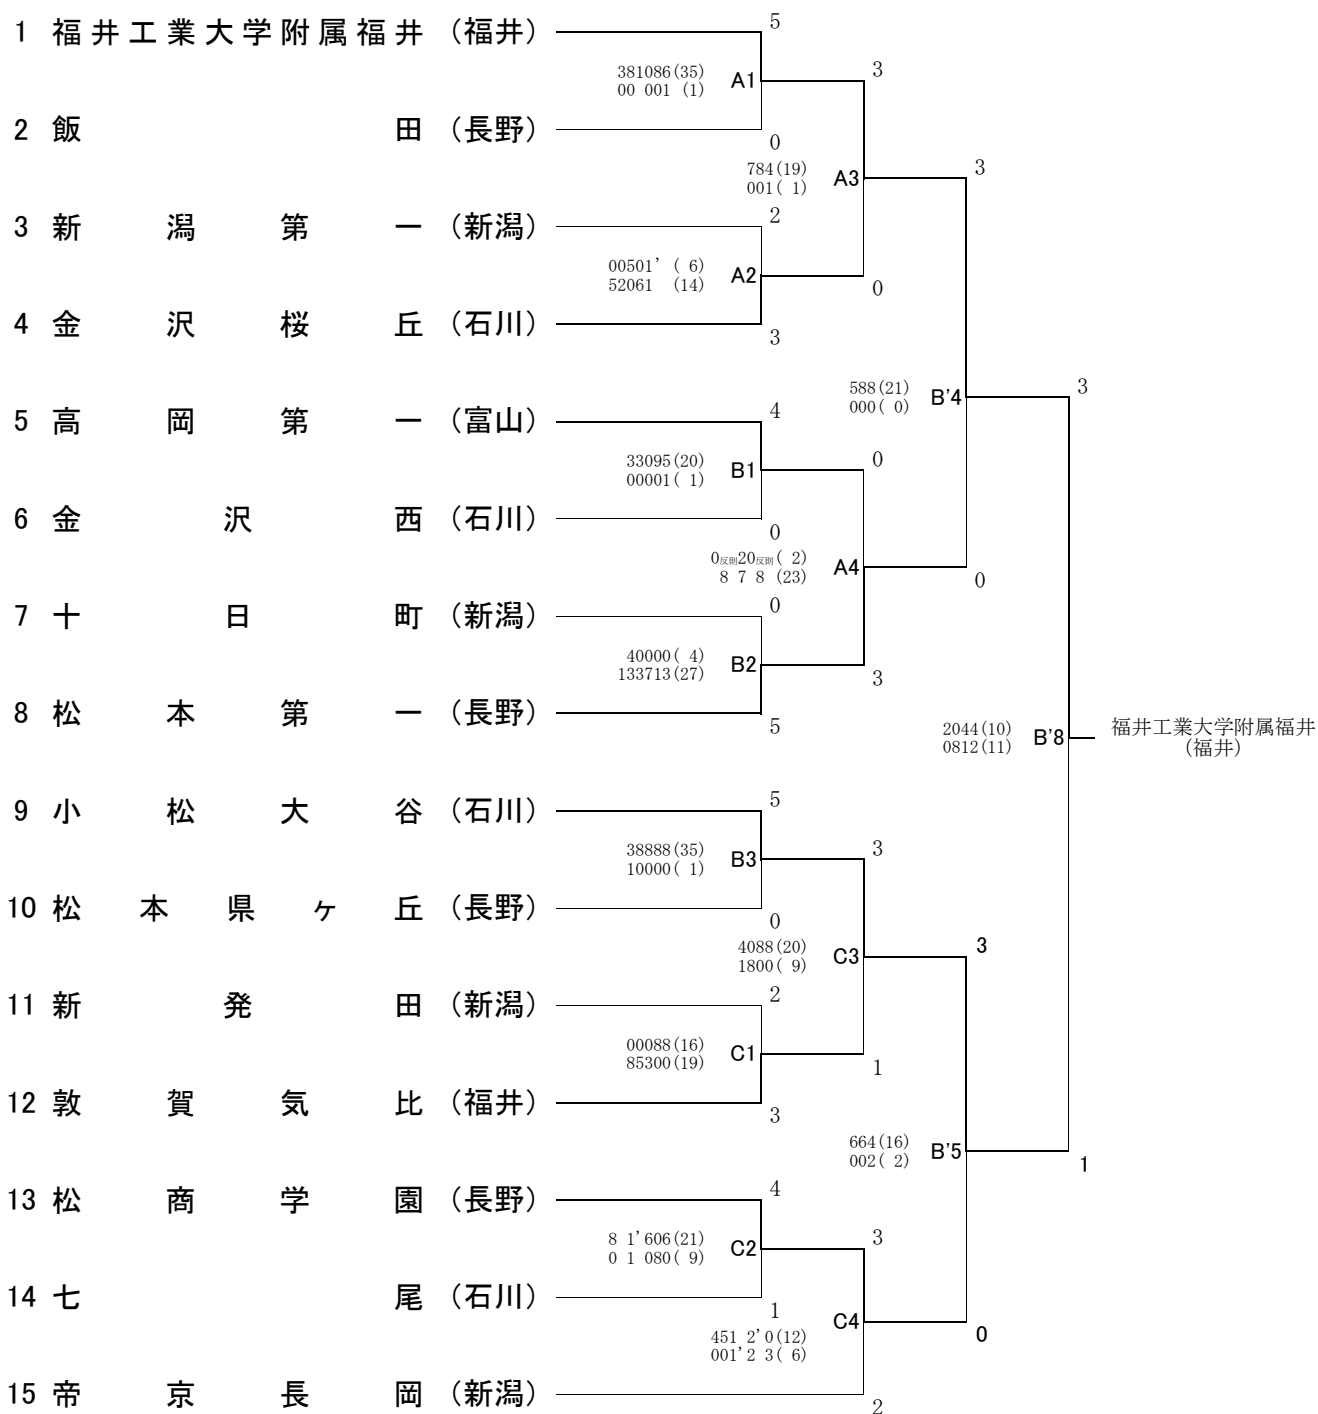 1 福井工業大学附属福井 (福井) 5
381086(35) A1 3
00 001 (1)
2 飯田 (長野) 0
784(19) A3 3
001( 1)
3 新潟第一 (新潟) 2
00501' ( 6) A2 0
52061 (14)
4 金沢桜丘 (石川) 3
588(21) B'4 3
000( 0)
5 高岡第一 (富山) 4
33095(20) B1 0
00001( 1)
6 金沢西 (石川) 0
0反則20反則( 2) A4 0
8 7 8 (23)
7 十日町 (新潟) 0
40000( 4) B2 3
133713(27)
8 松本第一 (長野) 5
2044(10) B'8 福井工業大学附属福井
0812(11) (福井)
9 小松大谷 (石川) 5
38888(35) B3 3
10000( 1)
10 松本県ヶ丘 (長野) 0
4088(20) C3 3
1800( 9)
11 新発田 (新潟) 2
00088(16) C1 1
85300(19)
12 敦賀気比 (福井) 3
664(16) B'5 1
002( 2)
13 松商学園 (長野) 4
8 1'606(21) C2 3
0 1 080( 9)
14 七尾 (石川) 1
451 2'0(12) C4 0
001'2 3( 6)
15 帝京長岡 (新潟) 2